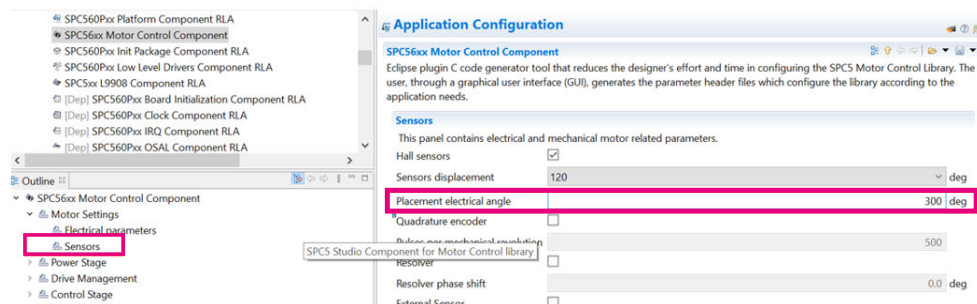 SPC560Pxx Platform Component RLA
SPC56xx Motor Control Component
SPC560Pxx Init Package Component RLA
SPC560Pxx Low Level Drivers Component RLA
SPC5xx L9908 Component RLA
[Dep] SPC560Pxx Board Initialization Component RLA
[Dep] SPC560Pxx Clock Component RLA
[Dep] SPC560Pxx IRQ Component RLA
[Dep] SPC560Pxx OSAL Component RLA
Outline
SPC56xx Motor Control Component
Motor Settings
Electrical parameters
Sensors
Power Stage
Drive Management
Control Stage
Application Configuration
SPC56xx Motor Control Component
Eclipse plugin C code generator tool that reduces the designer's effort and time in configuring the SPC5 Motor Control Library. The
user, through a graphical user interface (GUI), generates the parameter header files which configure the library according to the
application needs.
Sensors
This panel contains electrical and mechanical motor related parameters.
Hall sensors
Sensors displacement 120 deg
Placement electrical angle 300 deg
Quadrature encoder
Pulses per mechanical revolution 500
SPC5 Studio Component for Motor Control library
Resolver
Resolver phase shift 0.0 deg
External Sensor